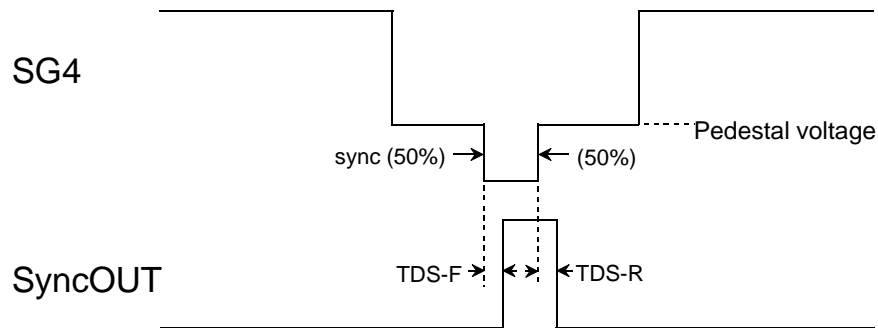 SG4
Pedestal voltage
sync (50%)
(50%)
TDS-F
TDS-R
SyncOUT